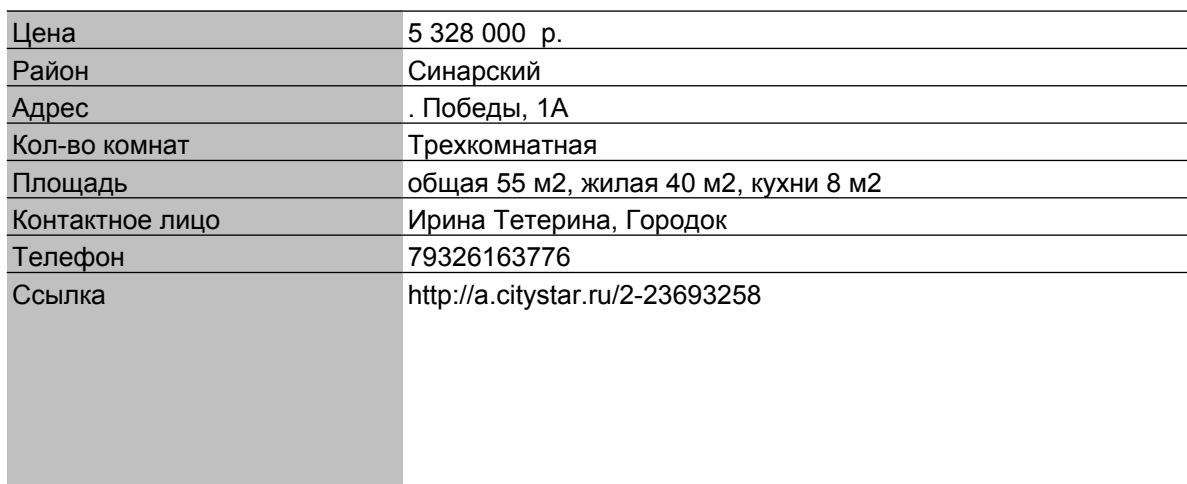 Цена 5 328 000 р.
Район Синарский
Адрес . Победы, 1А
Кол-во комнат Трехкомнатная
Площадь общая 55 м2, жилая 40 м2, кухни 8 м2
Контактное лицо Ирина Тетерина, Городок
Телефон 79326163776
Ссылка http://a.citystar.ru/2-23693258